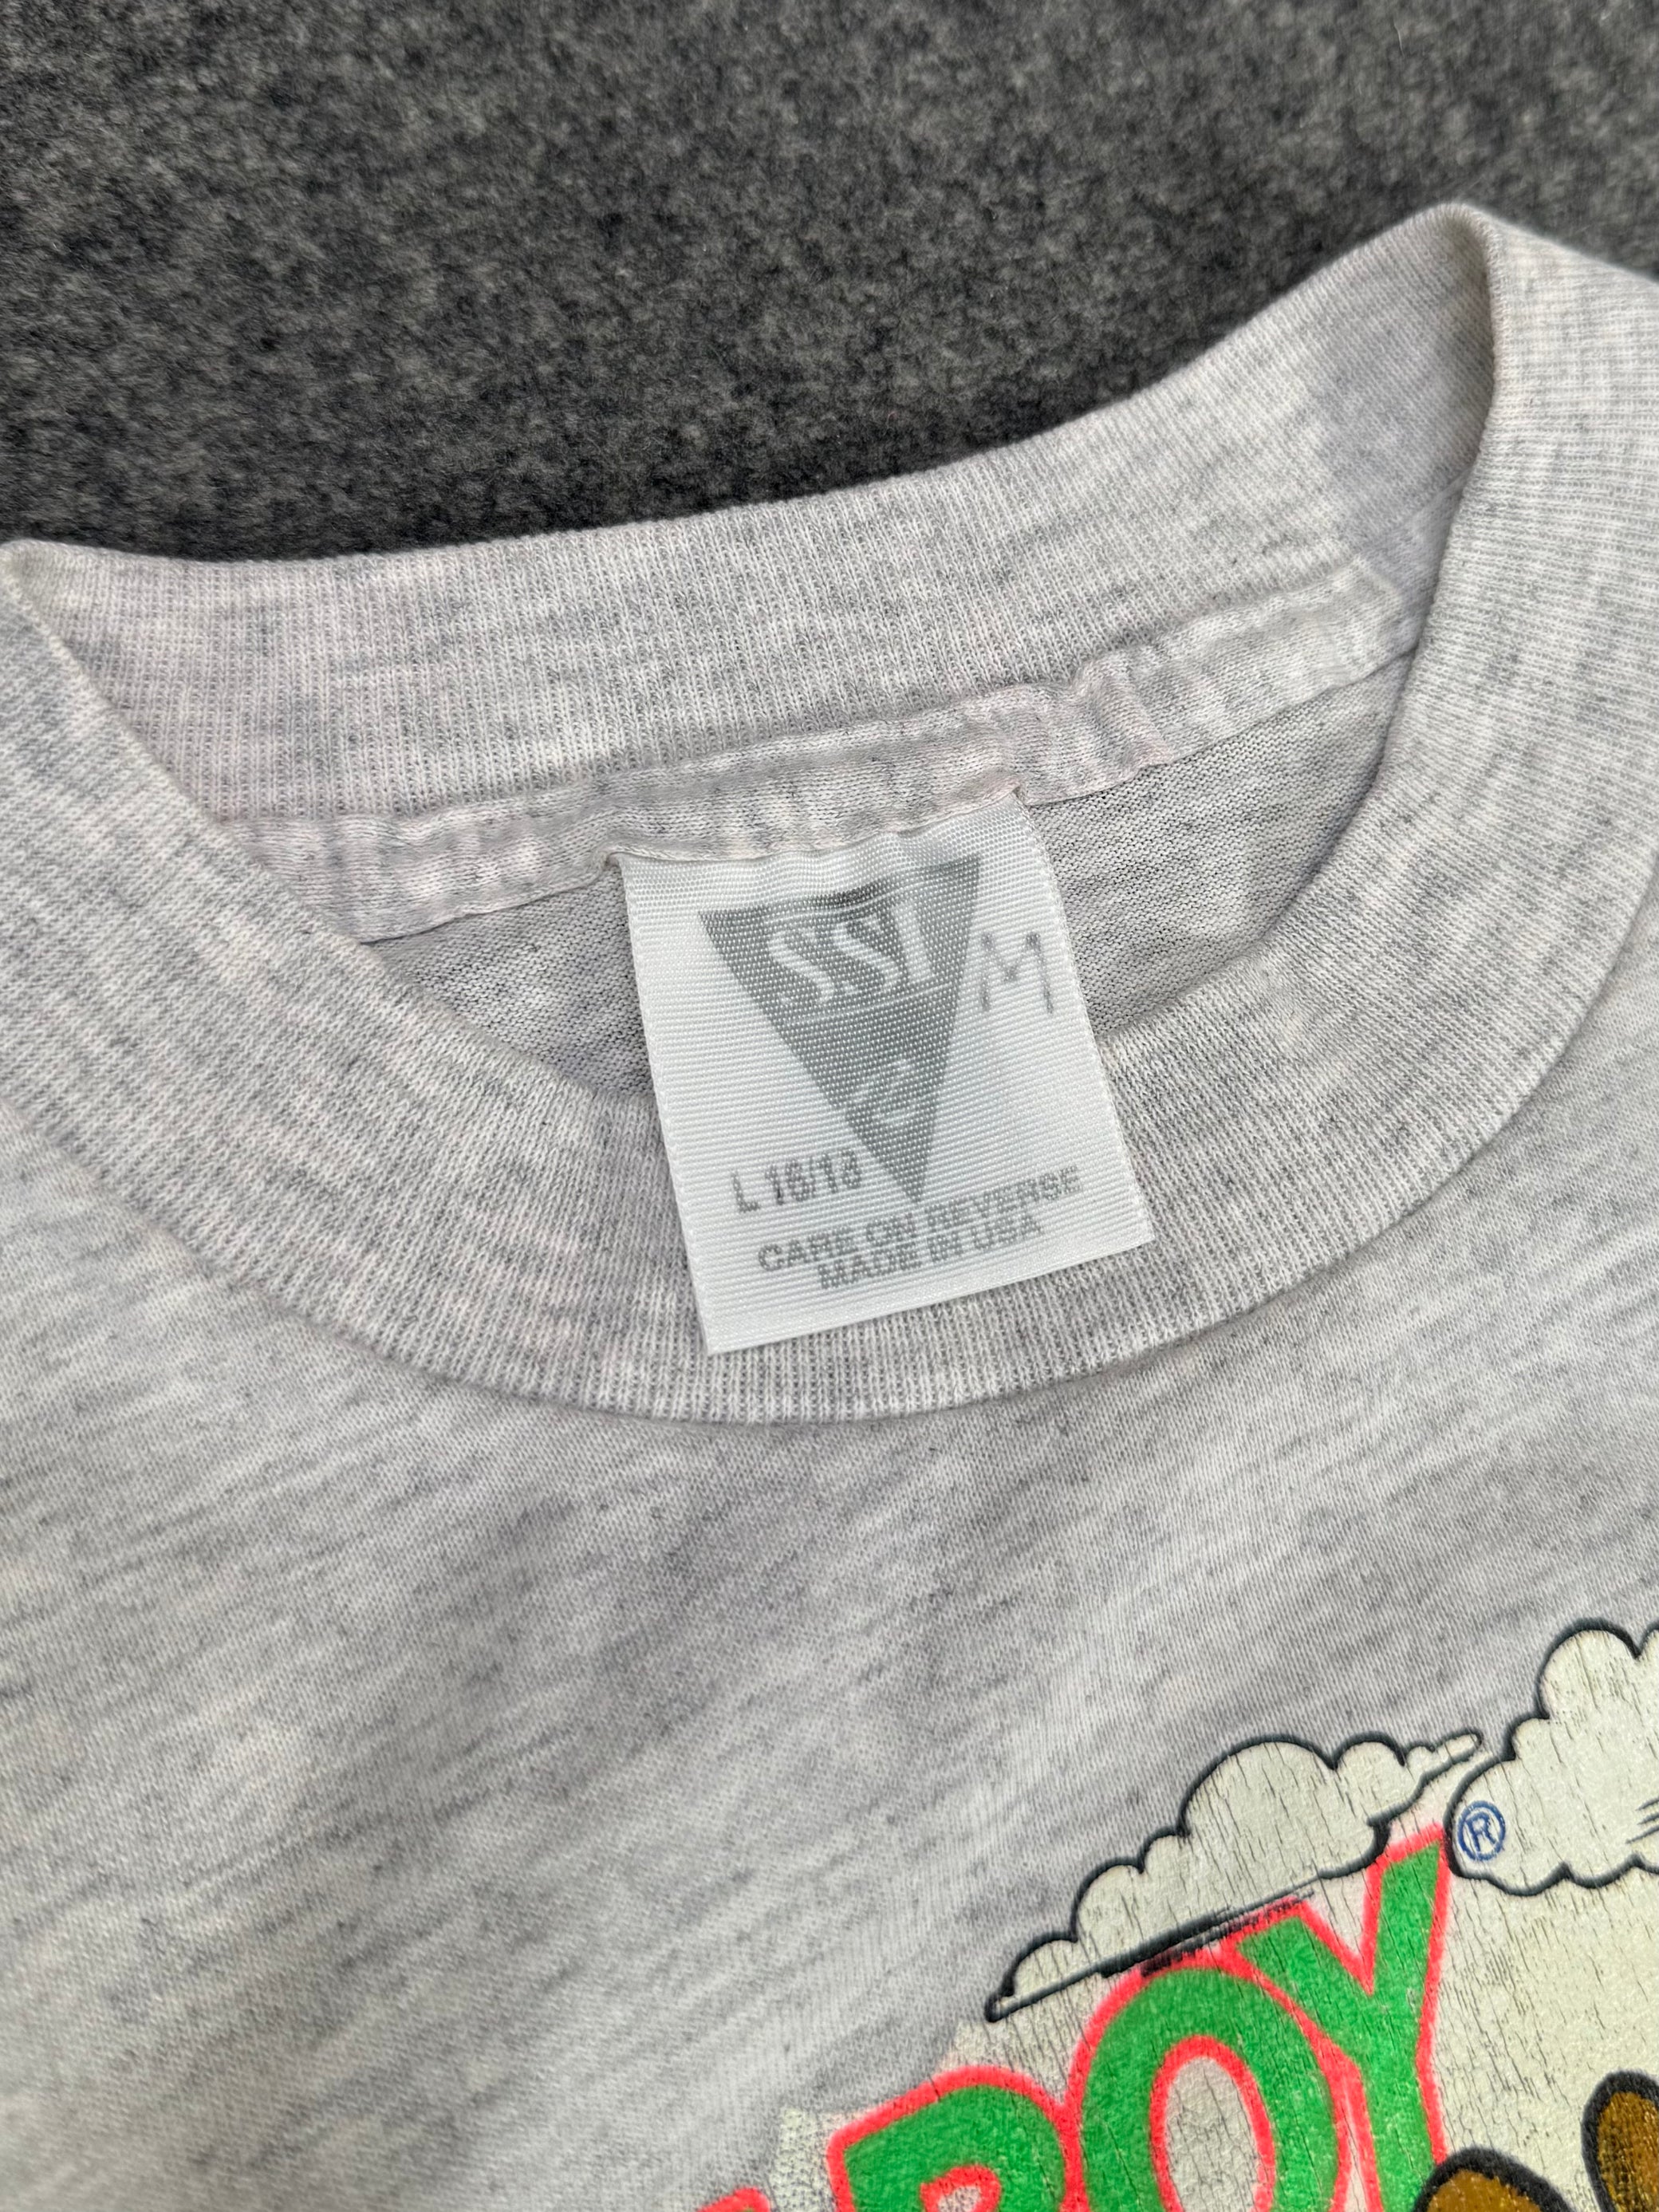 SSI
M
L 16/18
CARE ON REVERSE
MADE IN USA
®
BOY